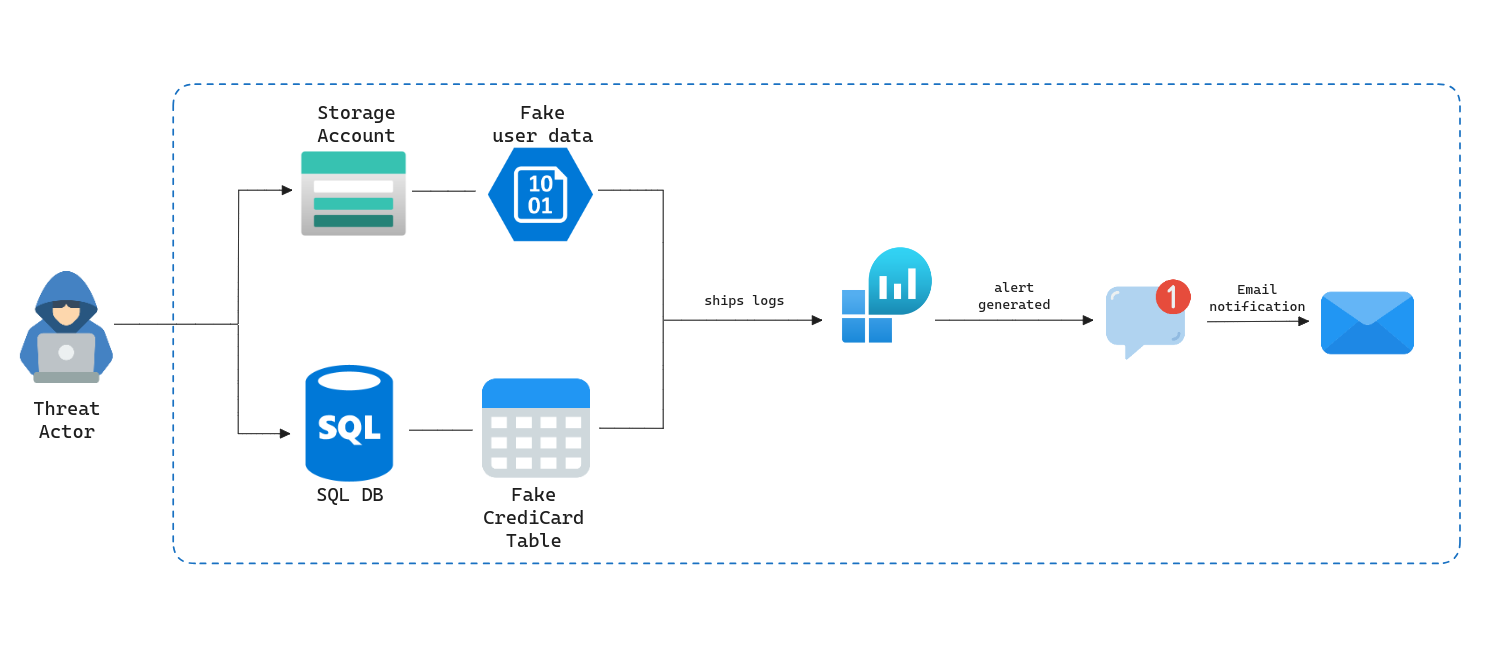 Storage
Account
Fake
user data
10
01
Threat
Actor
SQL
SQL DB
Fake
CrediCard
Table
ships logs
alert
generated
1
Email
notification